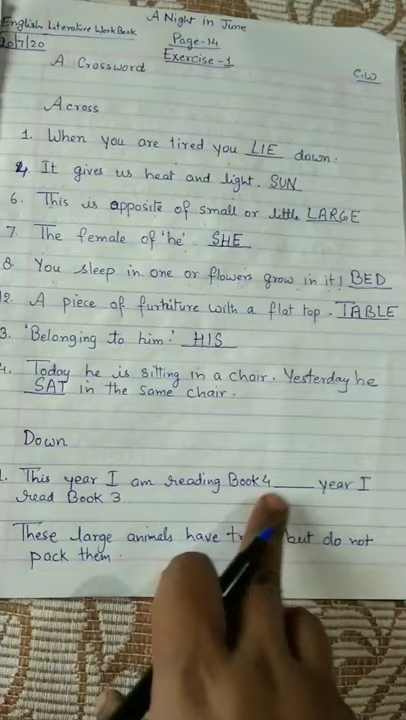 A Night in June
English Literature WorkBook
Page-14
10/7/20
Exercise-1
A Crossword
C.W
Across
1. When you are tired you LIE down.
4. It gives us heat and light. SUN
6. This is opposite of small or little LARGE
7. The female of 'he'. SHE
8. You sleep in one or flowers grow in it! BED
12. A piece of furniture with a flat top. TABLE
3. 'Belonging to him.' HIS
4. Today he is sitting in a chair. Yesterday he
SAT in the same chair.
Down
1. This year I am reading Book 4 ____ year I
read Book 3
These large animals have but do not
pack them.